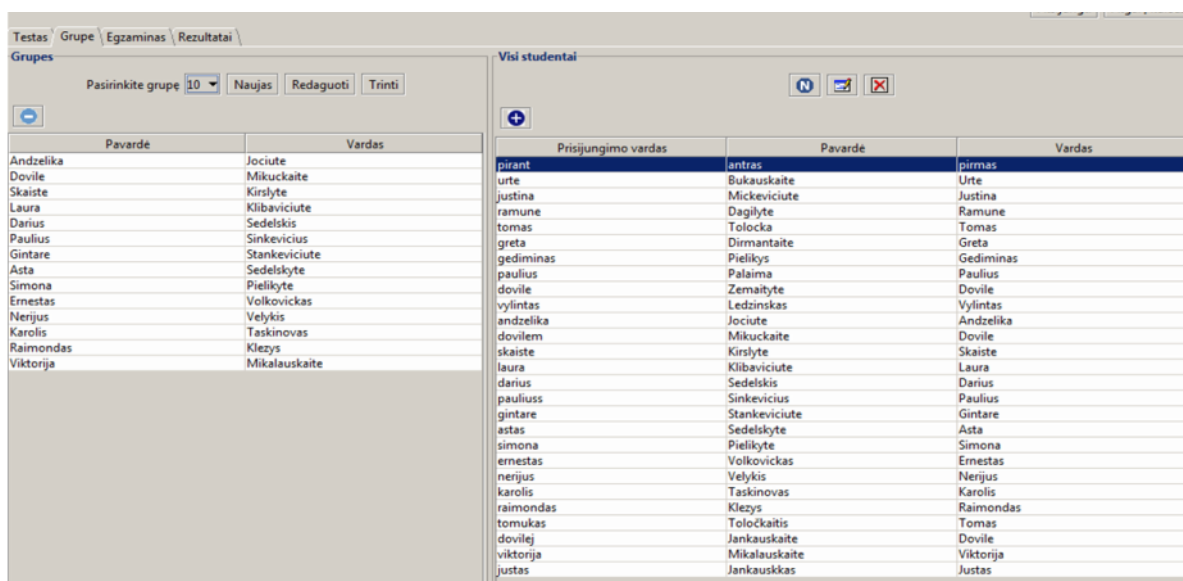 Testas Grupe Egzaminas Rezultatai
Grupes
Pasirinkite grupę 10 Naujas Redaguoti Trinti
Pavardė Vardas
Andzelika Jociute
Dovile Mikuckaite
Skaiste Kirslyte
Laura Klibaviciute
Darius Sedelskis
Paulius Sinkevicius
Gintare Stankeviciute
Asta Sedelskyte
Simona Pielikyte
Ernestas Volkovickas
Nerijus Velykis
Karolis Taskinovas
Raimondas Klezys
Viktorija Mikalauskaite
Visi studentai
N
Prisijungimo vardas Pavardė Vardas
pirant antras pirmas
urte Bukauskaite Urte
justina Mickeviciute Justina
ramune Dagilyte Ramune
tomas Tolocka Tomas
greta Dirmantaite Greta
gediminas Pielikys Gediminas
paulius Palaima Paulius
dovile Zemaityte Dovile
vylintas Ledzinskas Vylintas
andzelika Jociute Andzelika
dovilem Mikuckaite Dovile
skaiste Kirslyte Skaiste
laura Klibaviciute Laura
darius Sedelskis Darius
pauliuss Sinkevicius Paulius
gintare Stankeviciute Gintare
astas Sedelskyte Asta
simona Pielikyte Simona
ernestas Volkovickas Ernestas
nerijus Velykis Nerijus
karolis Taskinovas Karolis
raimondas Klezys Raimondas
tomukas Toločkaitis Tomas
dovilej Jankauskaite Dovile
viktorija Mikalauskaite Viktorija
justas Jankauskkas Justas